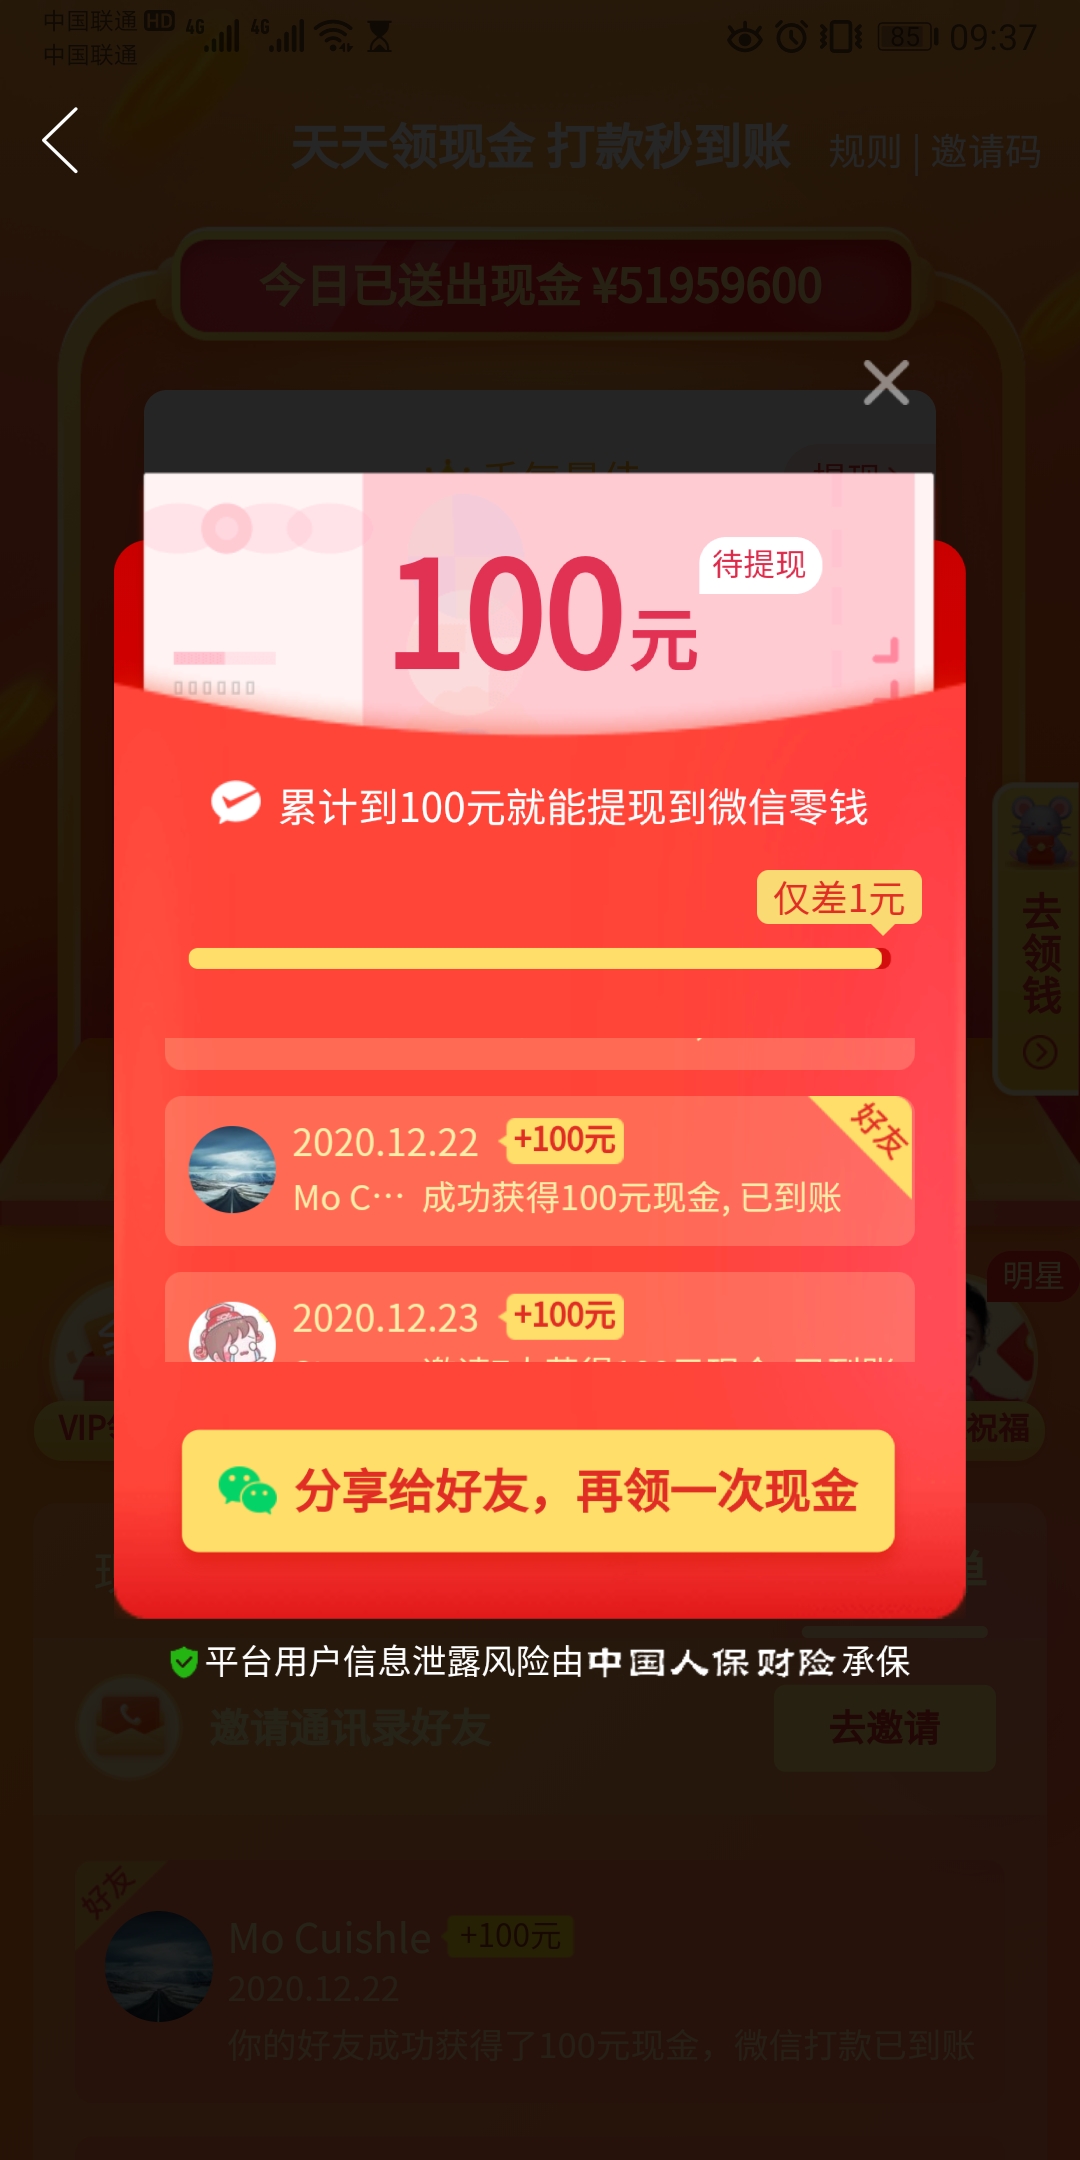 中国联通 HD 4G 4G 85 09:37
中国联通
天天领现金 打款秒到账 规则 | 邀请码
今日已送出现金 ¥51959600
100元 待提现
累计到100元就能提现到微信零钱
仅差1元
去领钱
2020.12.22 +100元 好友
Mo C··· 成功获得100元现金, 已到账
2020.12.23 +100元
明星
VIP
祝福
分享给好友，再领一次现金
平台用户信息泄露风险由中国人保财险承保
邀请通讯录好友 去邀请
好友
Mo Cuishle +100元
2020.12.22
你的好友成功获得了100元现金，微信打款已到账